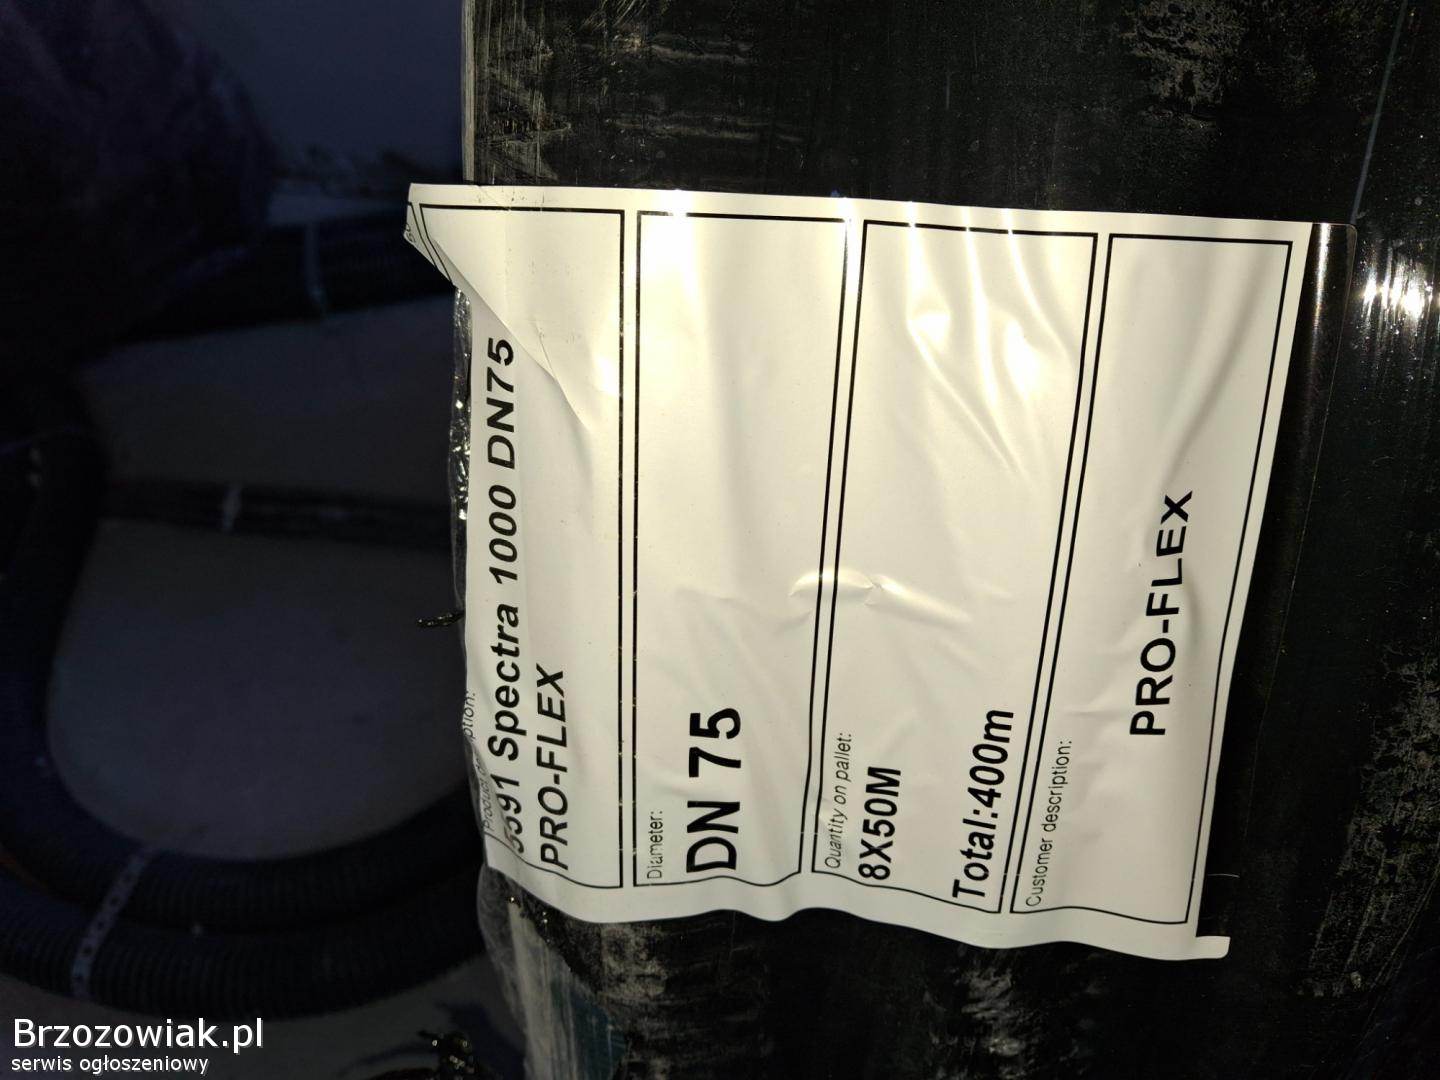 Product description:
5591 Spectra 1000 DN75
PRO-FLEX
Diameter:
DN 75
Quantity on pallet:
8X50M
Total:400m
Customer description:
PRO-FLEX
Brzozowiak.pl
serwis ogłoszeniowy